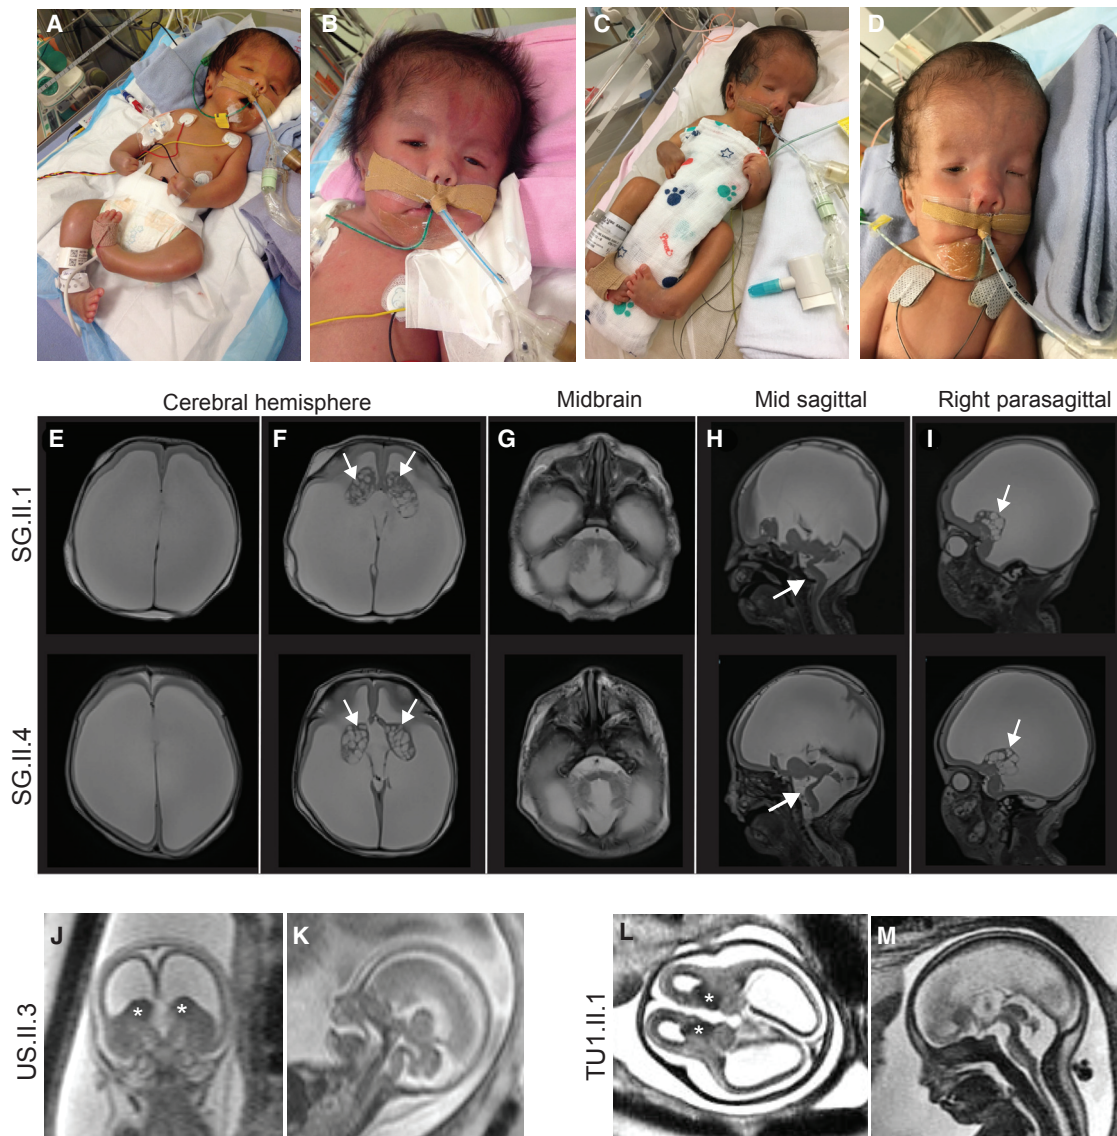 A
B
C
D
Cerebral hemisphere
Midbrain
Mid sagittal
Right parasagittal
SG.II.1
E
F
G
H
I
SG.II.4
US.II.3
J
K
*
*
TU1.II.1
L
M
*
*